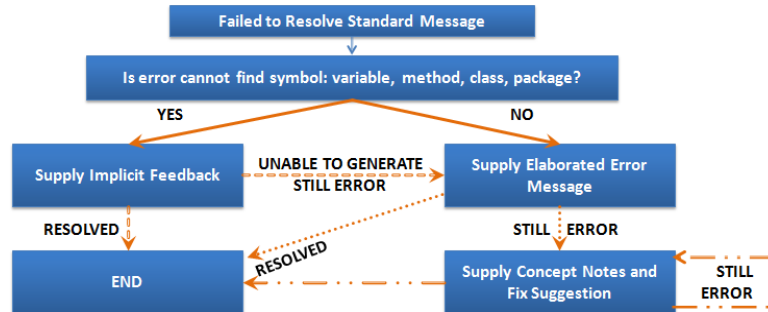 Failed to Resolve Standard Message
Is error cannot find symbol: variable, method, class, package?
YES
NO
Supply Implicit Feedback
UNABLE TO GENERATE
STILL ERROR
Supply Elaborated Error
Message
RESOLVED
RESOLVED
STILL ERROR
END
Supply Concept Notes and
Fix Suggestion
STILL
ERROR